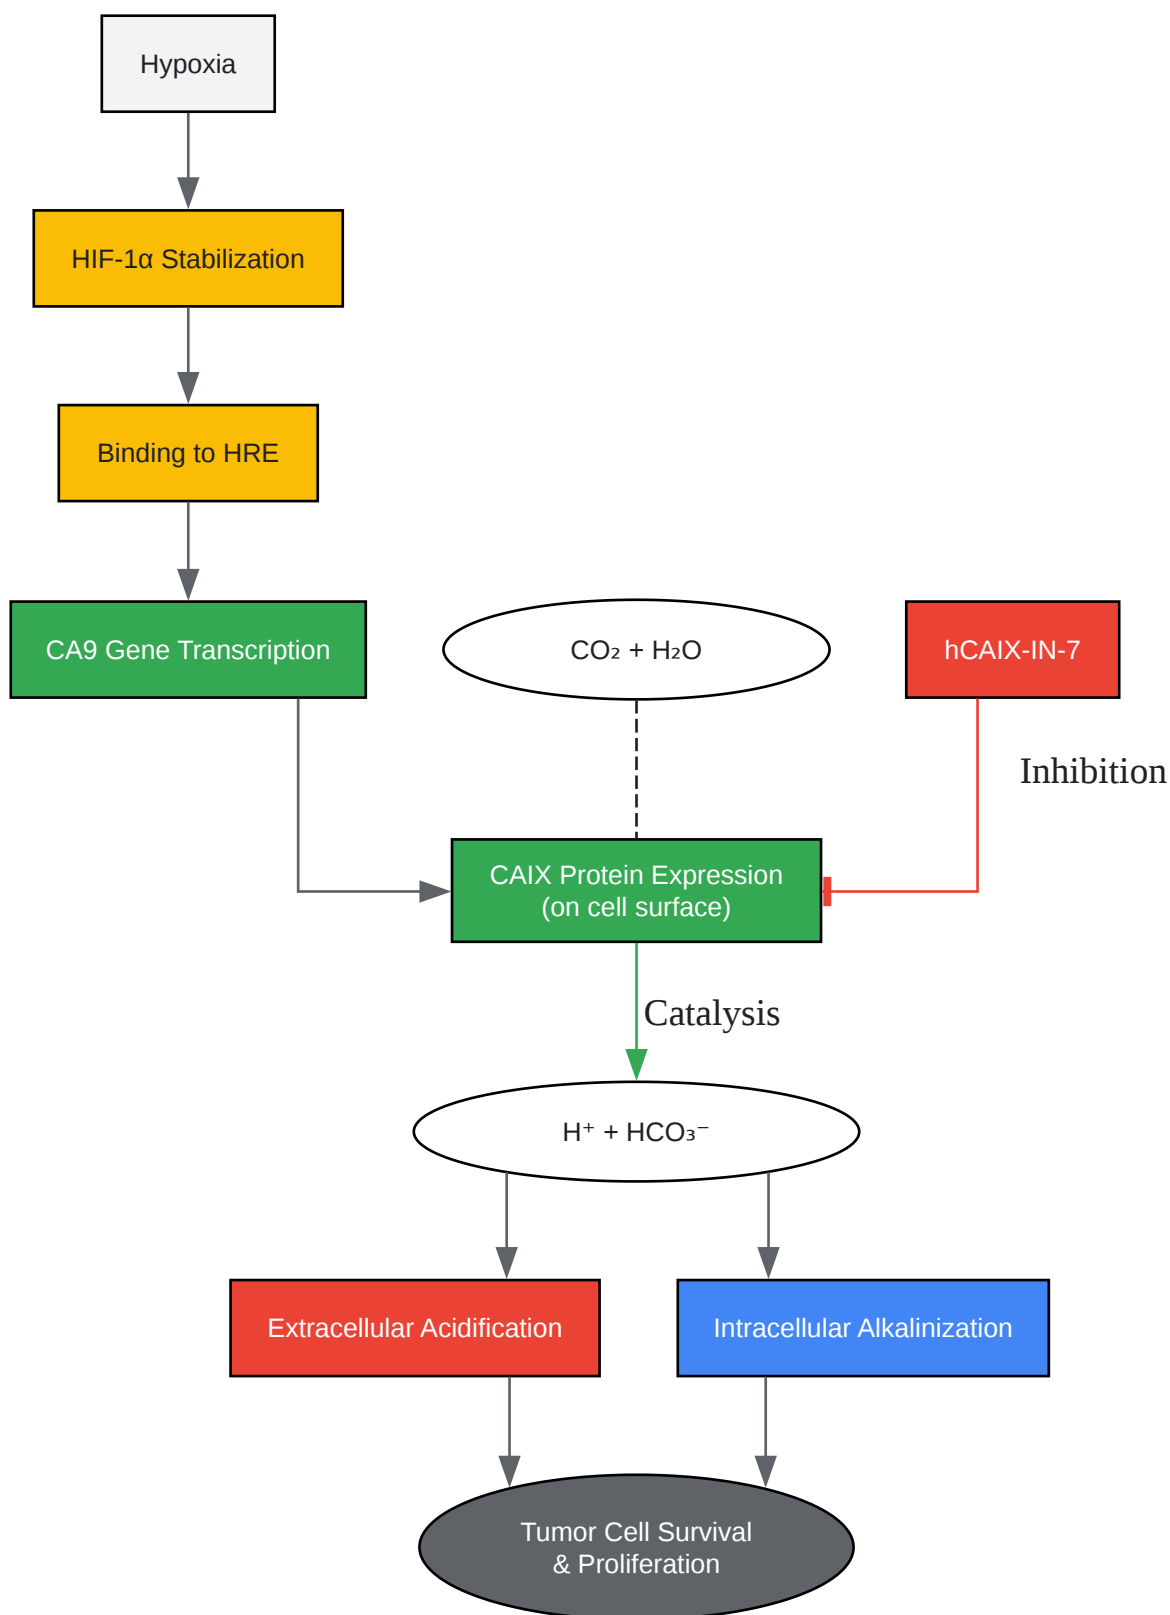 Hypoxia
HIF-1α Stabilization
Binding to HRE
CA9 Gene Transcription
CO₂ + H₂O
hCAIX-IN-7
Inhibition
CAIX Protein Expression
(on cell surface)
Catalysis
H⁺ + HCO₃⁻
Extracellular Acidification
Intracellular Alkalinization
Tumor Cell Survival
& Proliferation